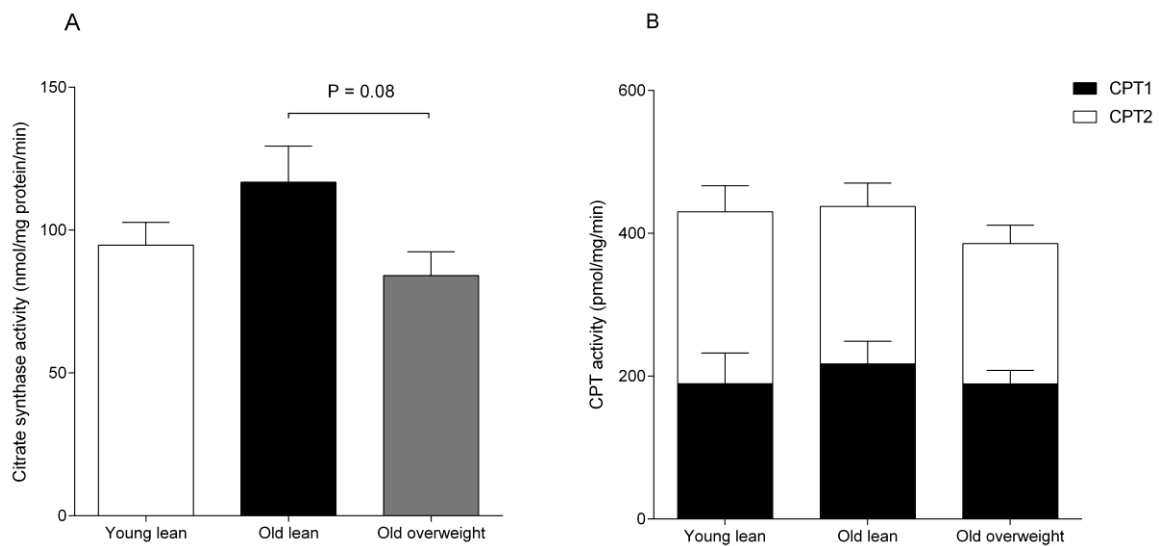 A
Citrate synthase activity (nmol/mg protein/min)
150
100
50
0
P = 0.08
Young lean
Old lean
Old overweight
B
CPT activity (pmol/mg/min)
600
400
200
0
CPT1
CPT2
Young lean
Old lean
Old overweight